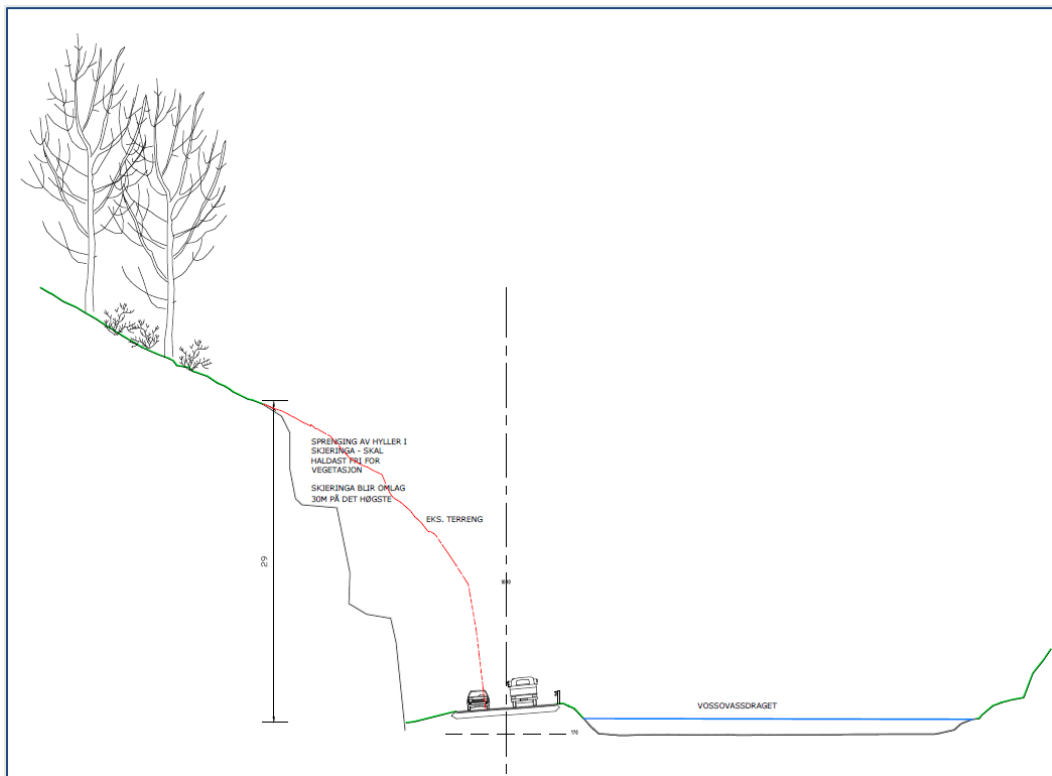 SPRENGING AV HYLLER I
SKJERINGA - SKAL
HALDAST FRI FOR
VEGETASJON
SKJERINGA BLIR OMLAG
30M PÅ DET HØGSTE
EKS. TERRENG
29
VOSSOVASSDRAGET